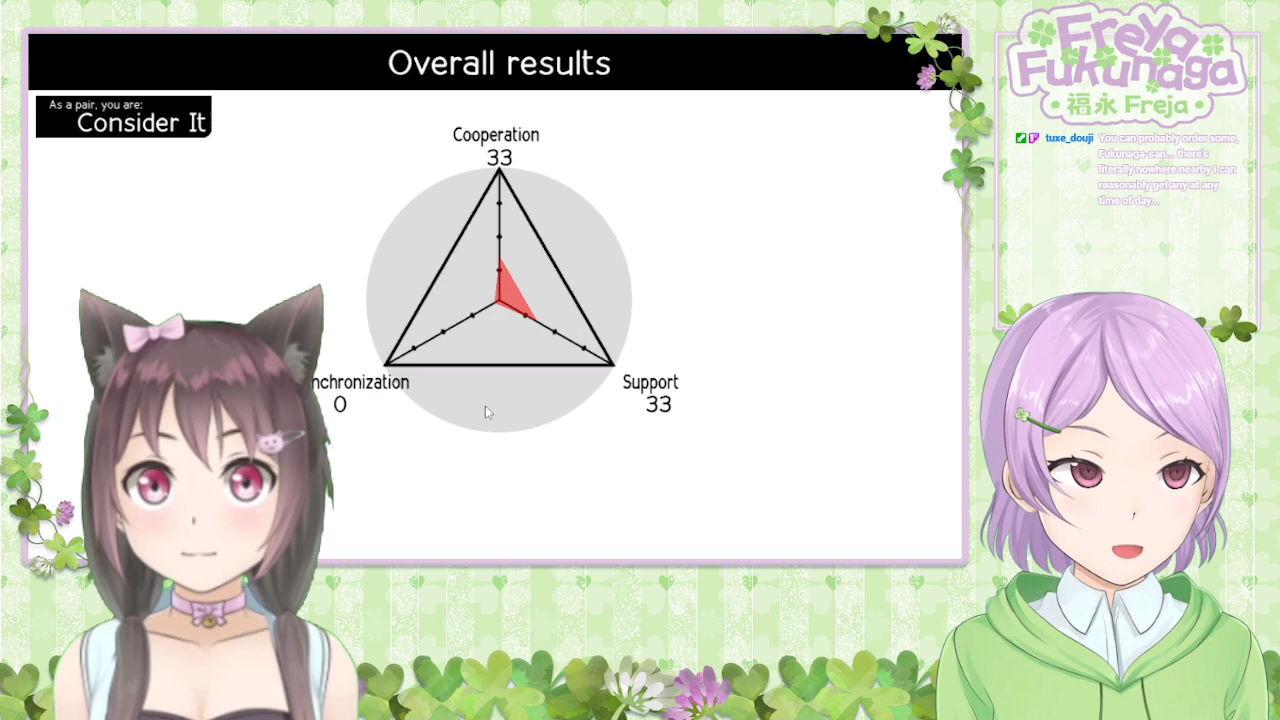 Overall results
As a pair, you are:
Consider It
Cooperation
33
nchronization
0
Support
33
Freya
Fukunaga
福永 Freja
tuxe_douji You can probably order some,
Fukunaga-san... there's
literally nowhere nearby I can
reasonably get any at any
time of day...